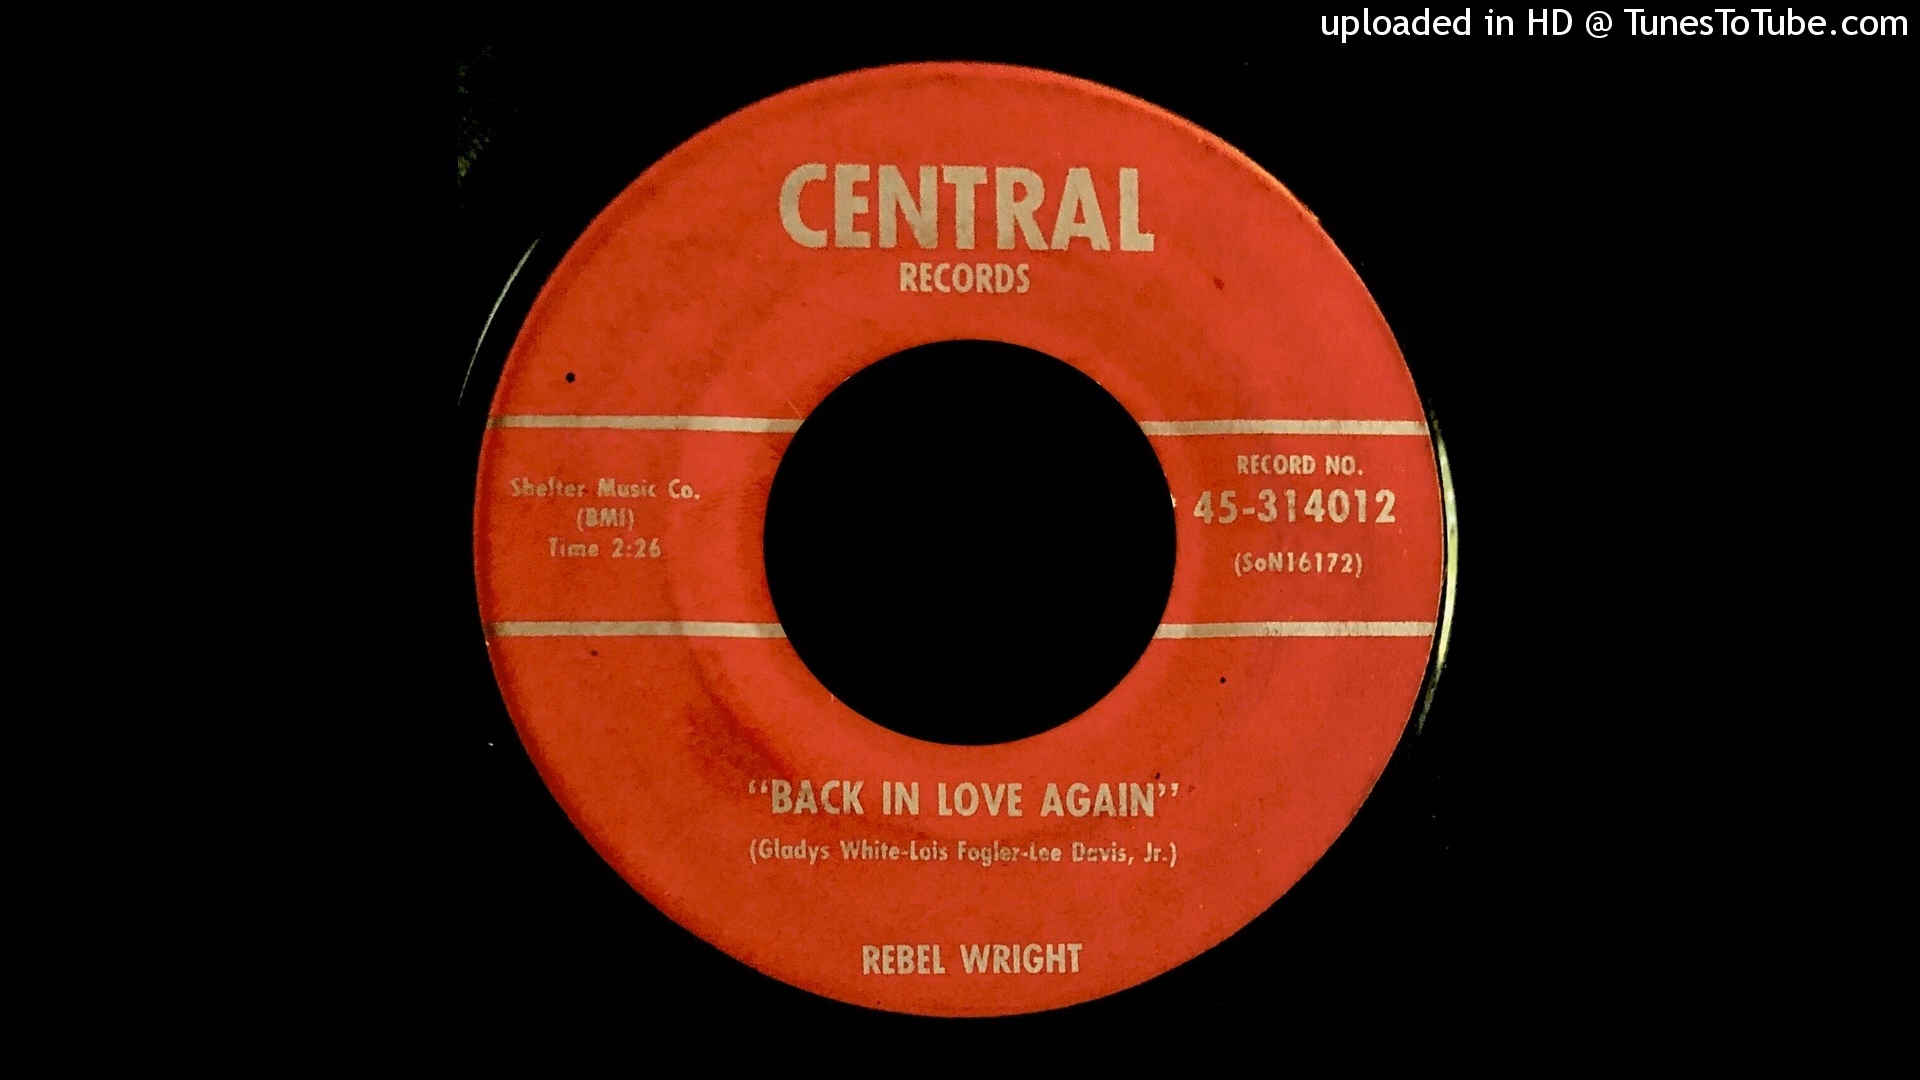 uploaded in HD @ TunesToTube.com
CENTRAL
RECORDS
Shelter Music Co.
(BMI)
Time 2:26
RECORD NO.
45-314012
(SoN16172)
“BACK IN LOVE AGAIN”
(Gladys White-Lois Fogler-Lee Davis, Jr.)
REBEL WRIGHT